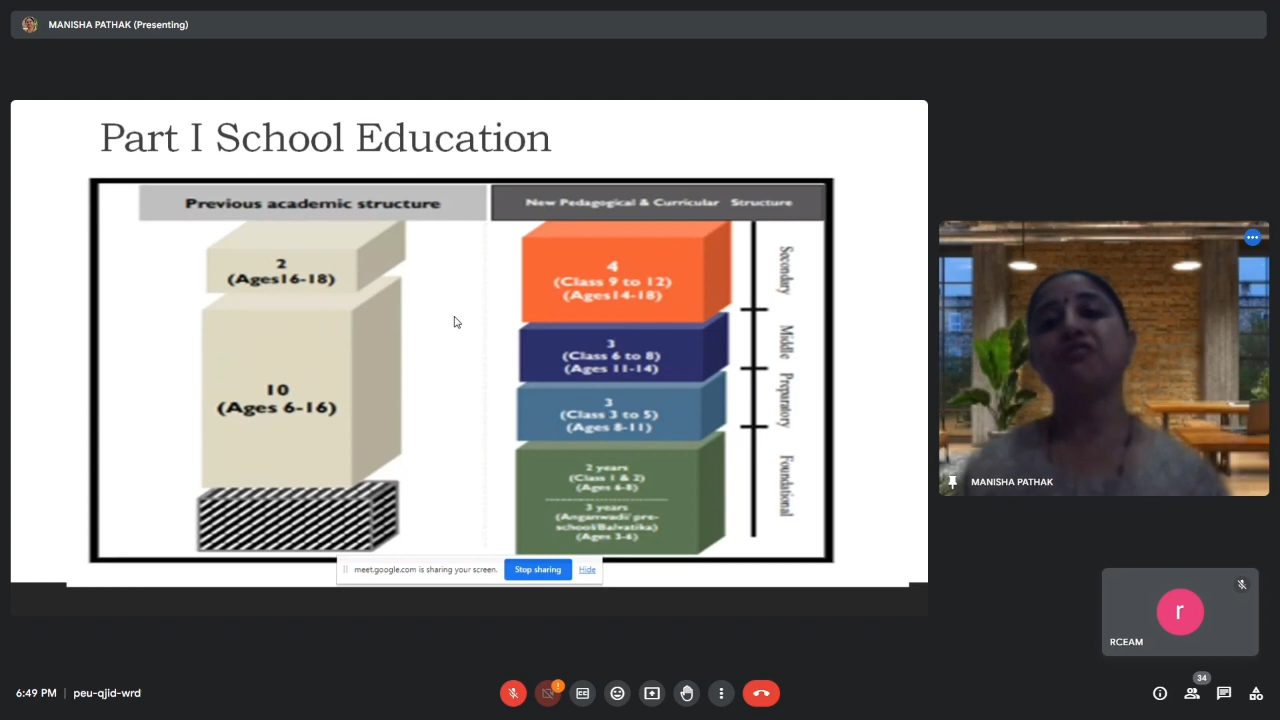 MANISHA PATHAK (Presenting)
Part I School Education
Previous academic structure
2
(Ages16-18)
10
(Ages 6-16)
New Pedagogical & Curricular Structure
4
(Class 9 to 12)
(Ages14-18)
Secondary
3
(Class 6 to 8)
(Ages 11-14)
Middle
3
(Class 3 to 5)
(Ages 8-11)
Preparatory
2 years
(Class 1 & 2)
(Ages 6-8)
3 years
(Anganwadi/ pre-
school/Balvatika)
(Ages 3-6)
Foundational
meet.google.com is sharing your screen.
Stop sharing
Hide
MANISHA PATHAK
r
RCEAM
6:49 PM | peu-qjid-wrd
34